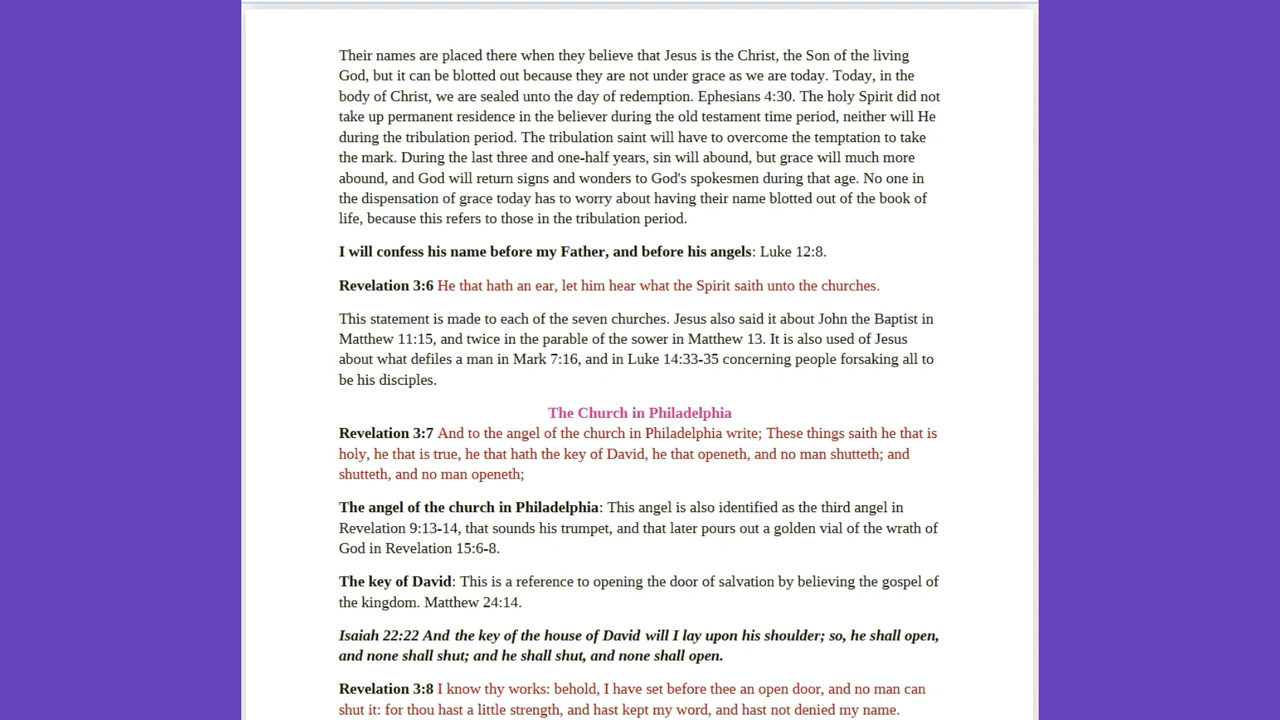 Their names are placed there when they believe that Jesus is the Christ, the Son of the living
God, but it can be blotted out because they are not under grace as we are today. Today, in the
body of Christ, we are sealed unto the day of redemption. Ephesians 4:30. The holy Spirit did not
take up permanent residence in the believer during the old testament time period, neither will He
during the tribulation period. The tribulation saint will have to overcome the temptation to take
the mark. During the last three and one-half years, sin will abound, but grace will much more
abound, and God will return signs and wonders to God's spokesmen during that age. No one in
the dispensation of grace today has to worry about having their name blotted out of the book of
life, because this refers to those in the tribulation period.
I will confess his name before my Father, and before his angels: Luke 12:8.
Revelation 3:6 He that hath an ear, let him hear what the Spirit saith unto the churches.
This statement is made to each of the seven churches. Jesus also said it about John the Baptist in
Matthew 11:15, and twice in the parable of the sower in Matthew 13. It is also used of Jesus
about what defiles a man in Mark 7:16, and in Luke 14:33-35 concerning people forsaking all to
be his disciples.
The Church in Philadelphia
Revelation 3:7 And to the angel of the church in Philadelphia write; These things saith he that is
holy, he that is true, he that hath the key of David, he that openeth, and no man shutteth; and
shutteth, and no man openeth;
The angel of the church in Philadelphia: This angel is also identified as the third angel in
Revelation 9:13-14, that sounds his trumpet, and that later pours out a golden vial of the wrath of
God in Revelation 15:6-8.
The key of David: This is a reference to opening the door of salvation by believing the gospel of
the kingdom. Matthew 24:14.
Isaiah 22:22 And the key of the house of David will I lay upon his shoulder; so, he shall open,
and none shall shut; and he shall shut, and none shall open.
Revelation 3:8 I know thy works: behold, I have set before thee an open door, and no man can
shut it: for thou hast a little strength, and hast kept my word, and hast not denied my name.